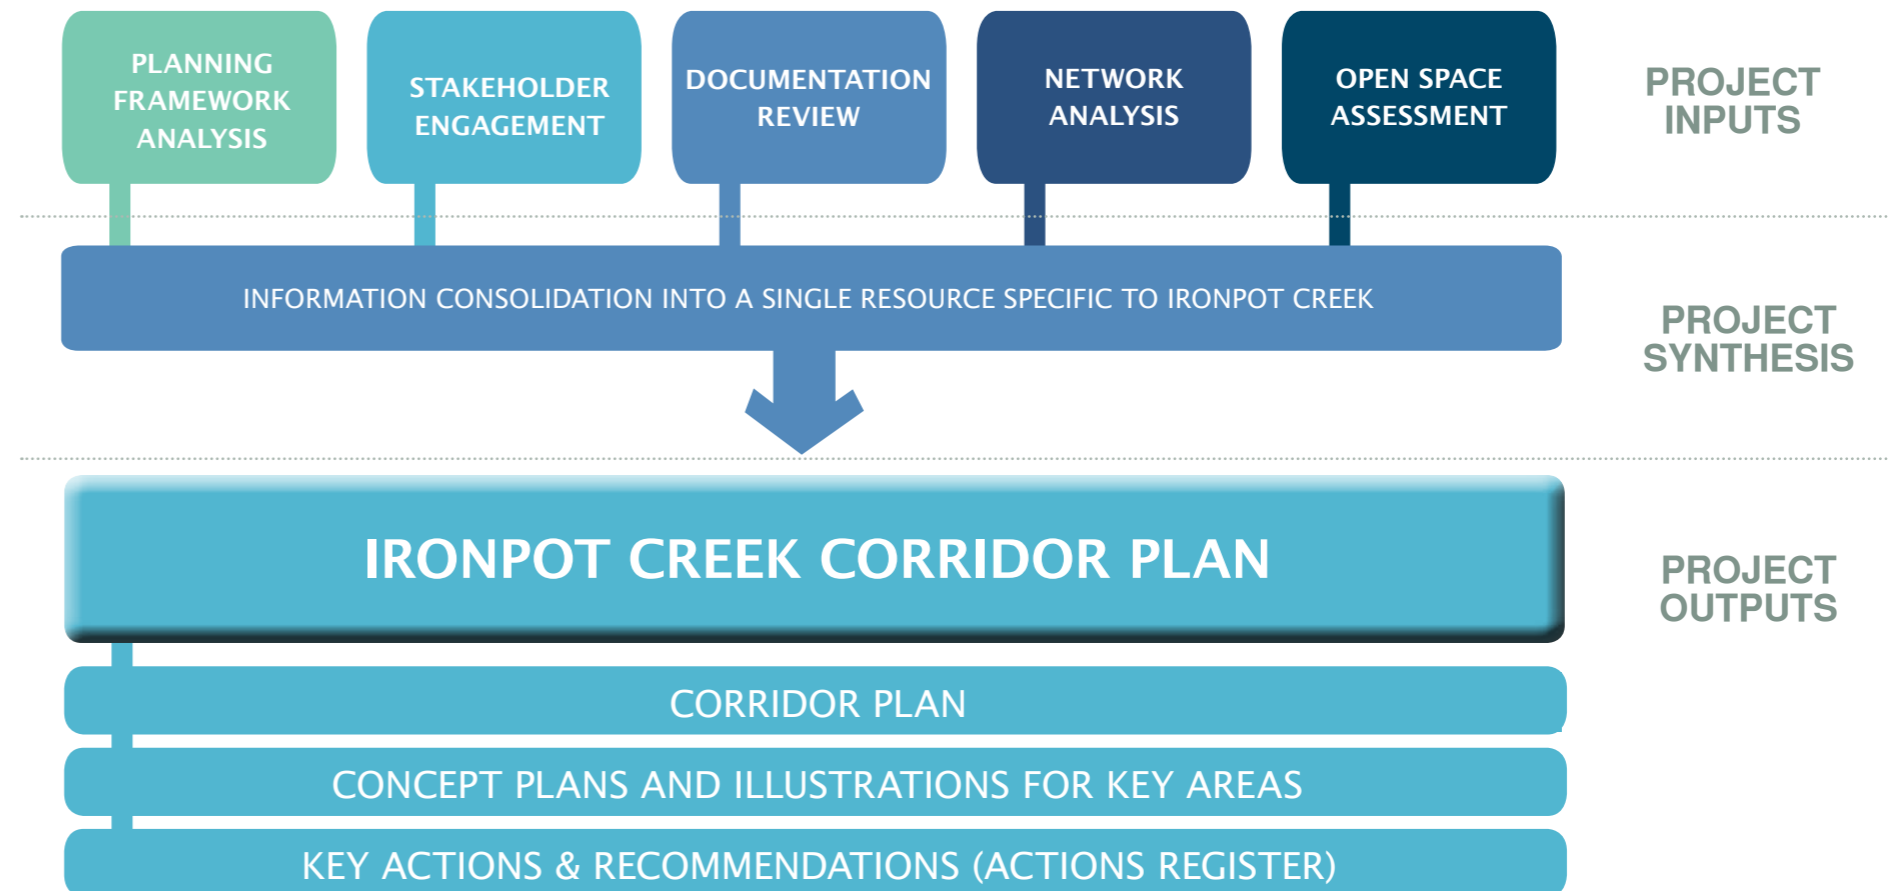 PLANNING
FRAMEWORK
ANALYSIS
STAKEHOLDER
ENGAGEMENT
DOCUMENTATION
REVIEW
NETWORK
ANALYSIS
OPEN SPACE
ASSESSMENT
PROJECT
INPUTS
INFORMATION CONSOLIDATION INTO A SINGLE RESOURCE SPECIFIC TO IRONPOT CREEK
PROJECT
SYNTHESIS
IRONPOT CREEK CORRIDOR PLAN
PROJECT
OUTPUTS
CORRIDOR PLAN
CONCEPT PLANS AND ILLUSTRATIONS FOR KEY AREAS
KEY ACTIONS & RECOMMENDATIONS (ACTIONS REGISTER)